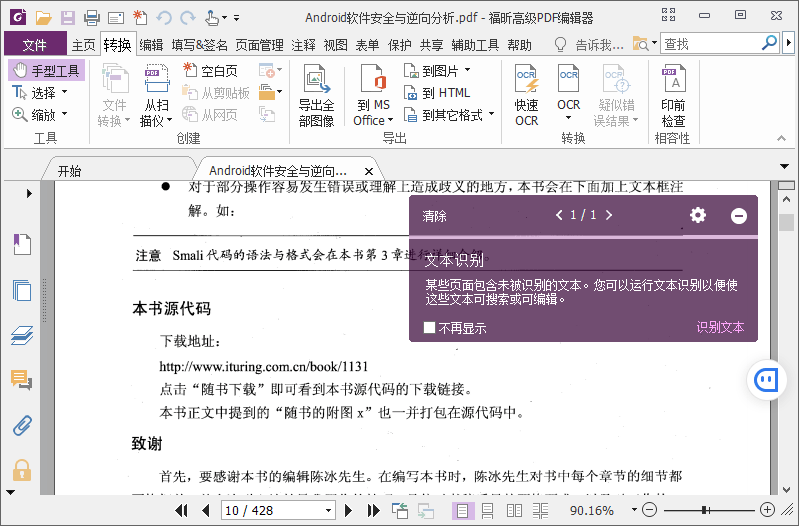 Android软件安全与逆向分析.pdf - 福昕高级PDF编辑器
文件 主页 转换 编辑 填写&签名 页面管理 注释 视图 表单 保护 共享 辅助工具 帮助 告诉我... 查找
手型工具
选择
缩放
工具
文件转换
从扫描仪
空白页
从剪贴板
从网页
创建
导出全部图像
到 MS Office
到图片
到 HTML
到其它格式
导出
快速 OCR
OCR
疑似错误结果
转换
印前检查
相容性
开始
Android软件安全与逆向...
● 对于部分操作容易发生错误或理解上造成歧义的地方,本书会在下面加上文本框注
解。如:
注意 Smali 代码的语法与格式会在本书第 3 章进行详细介绍。
清除 1 / 1
文本识别
某些页面包含未被识别的文本。您可以运行文本识别以便使
这些文本可搜索或可编辑。
不再显示 识别文本
本书源代码
下载地址:
http://www.ituring.com.cn/book/1131
点击“随书下载”即可看到本书源代码的下载链接。
本书正文中提到的“随书的附图 x”也一并打包在源代码中。
致谢
首先,要感谢本书的编辑陈冰先生。在编写本书时,陈冰先生对书中每个章节的细节都
10 / 428
90.16%